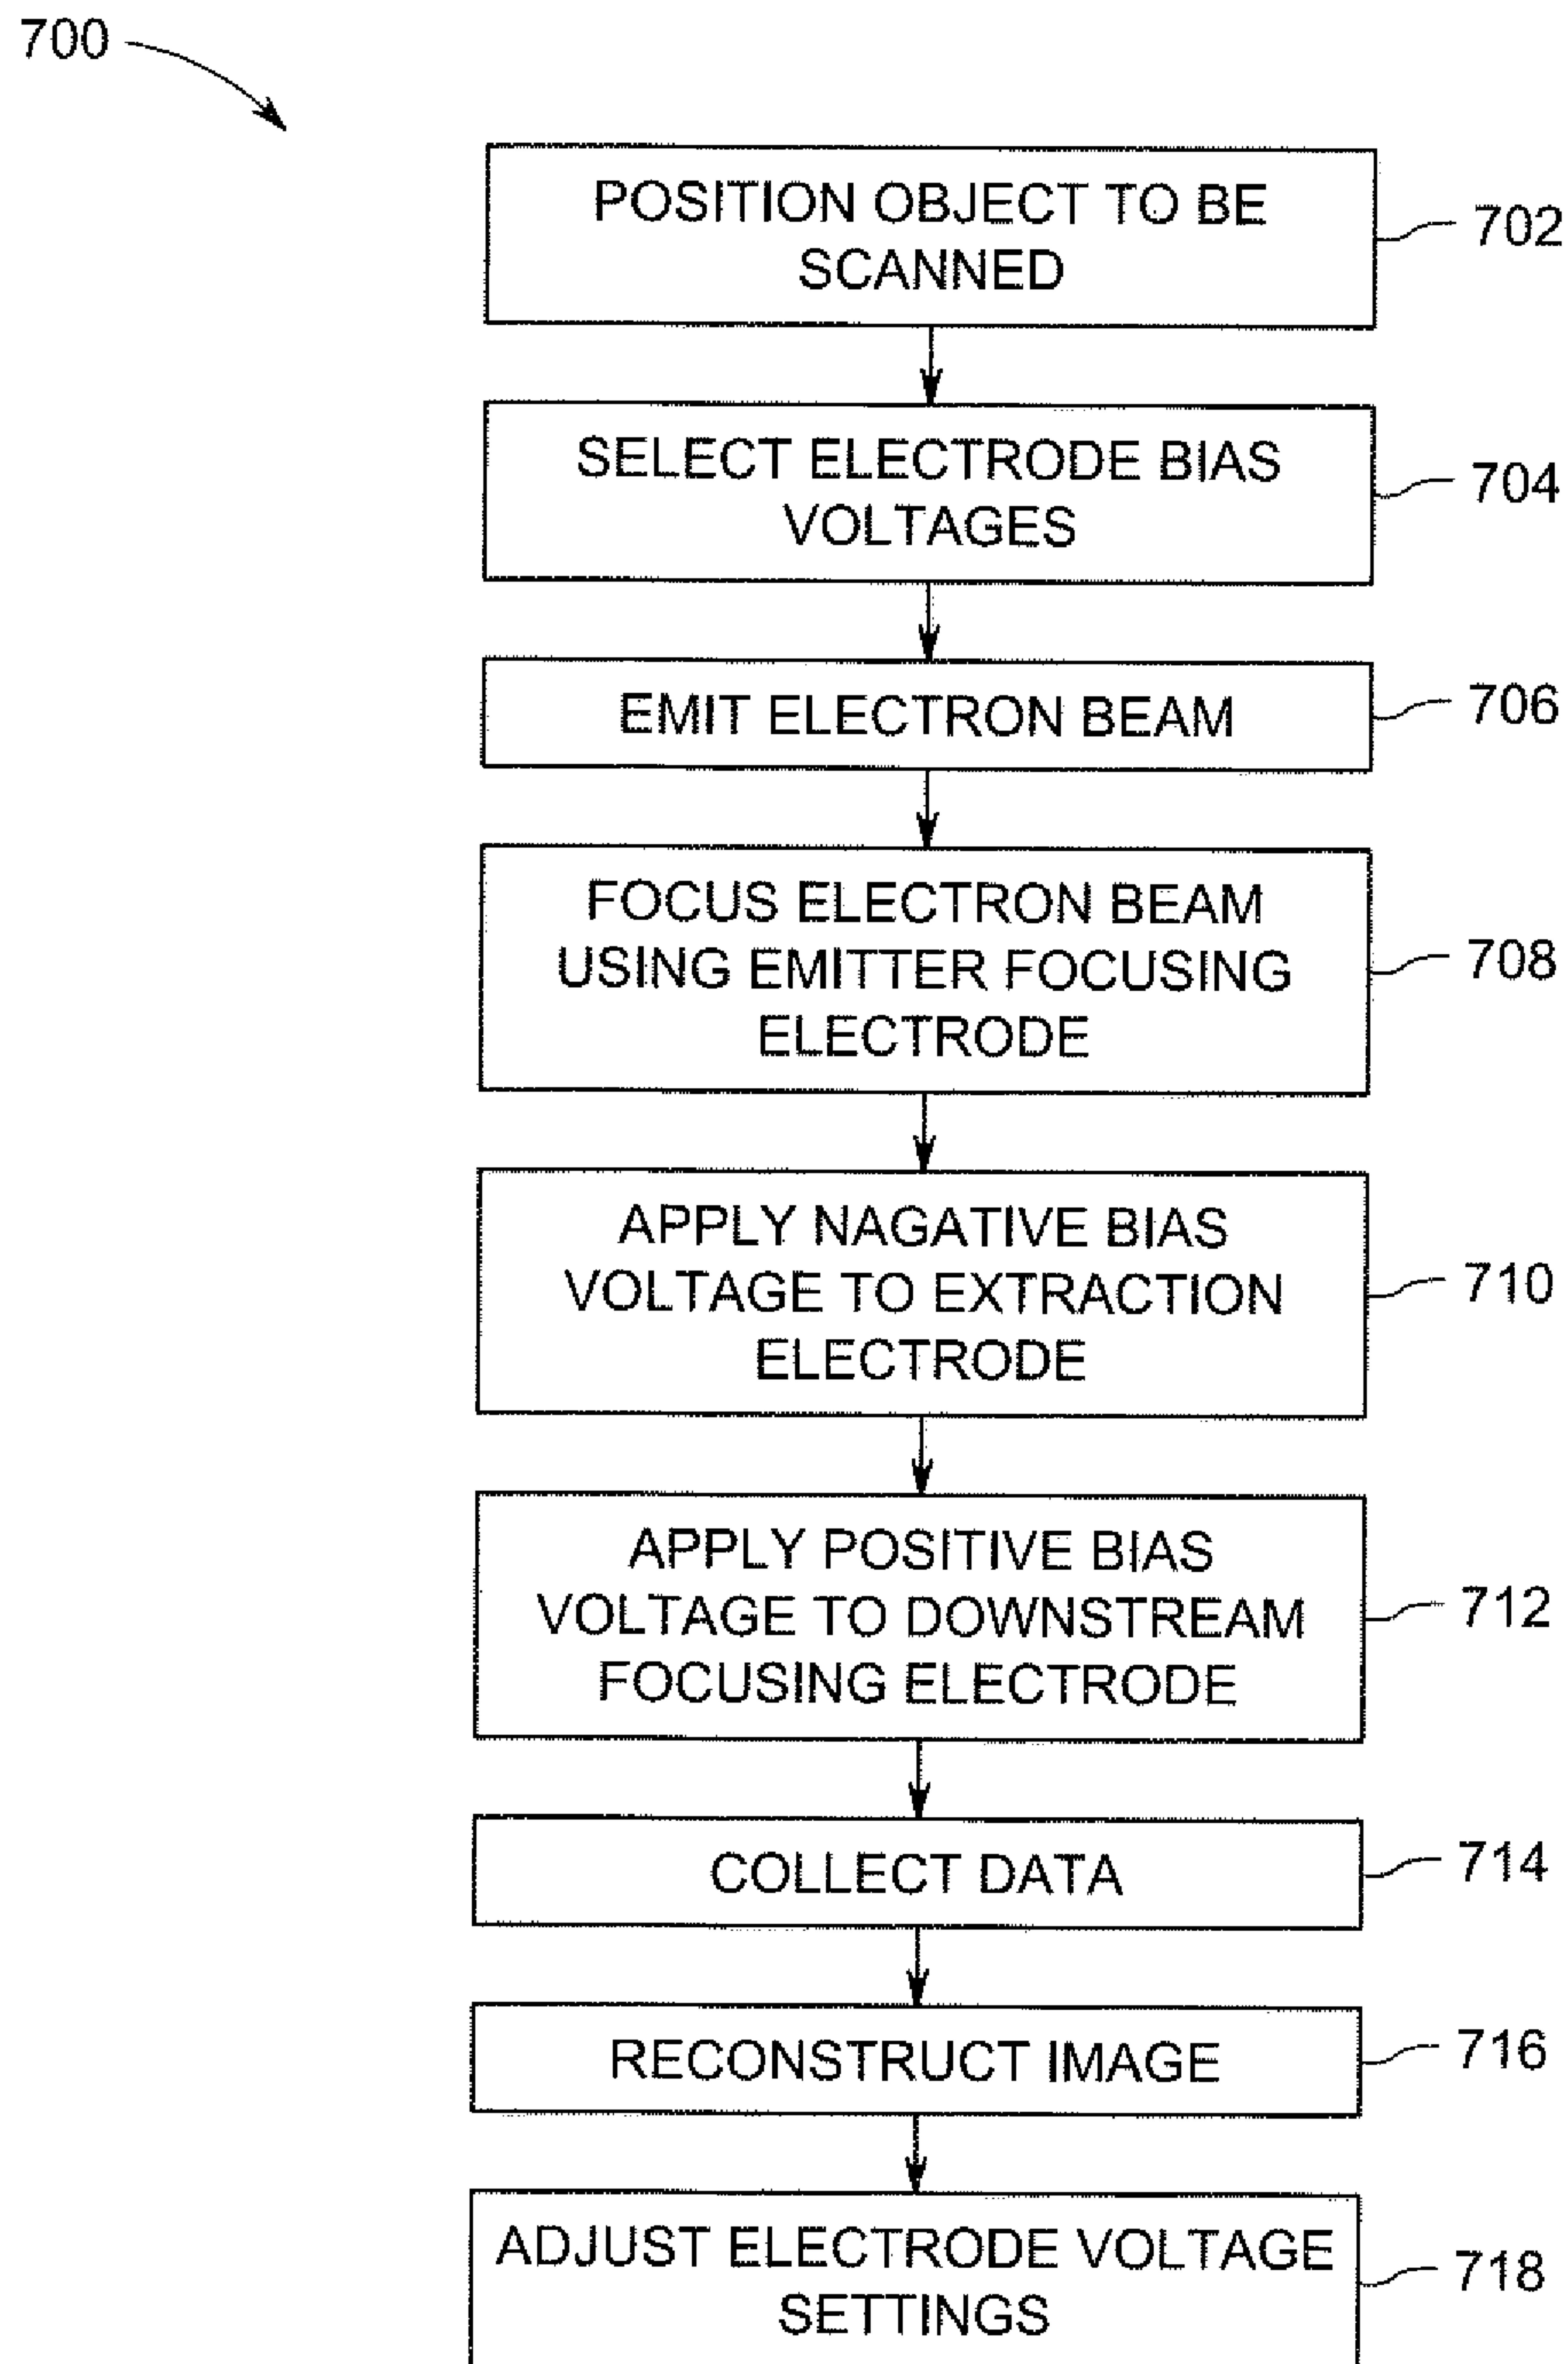 700
POSITION OBJECT TO BE
SCANNED
702
SELECT ELECTRODE BIAS
VOLTAGES
704
EMIT ELECTRON BEAM
706
FOCUS ELECTRON BEAM
USING EMITTER FOCUSING
ELECTRODE
708
APPLY NAGATIVE BIAS
VOLTAGE TO EXTRACTION
ELECTRODE
710
APPLY POSITIVE BIAS
VOLTAGE TO DOWNSTREAM
FOCUSING ELECTRODE
712
COLLECT DATA
714
RECONSTRUCT IMAGE
716
ADJUST ELECTRODE VOLTAGE
SETTINGS
718